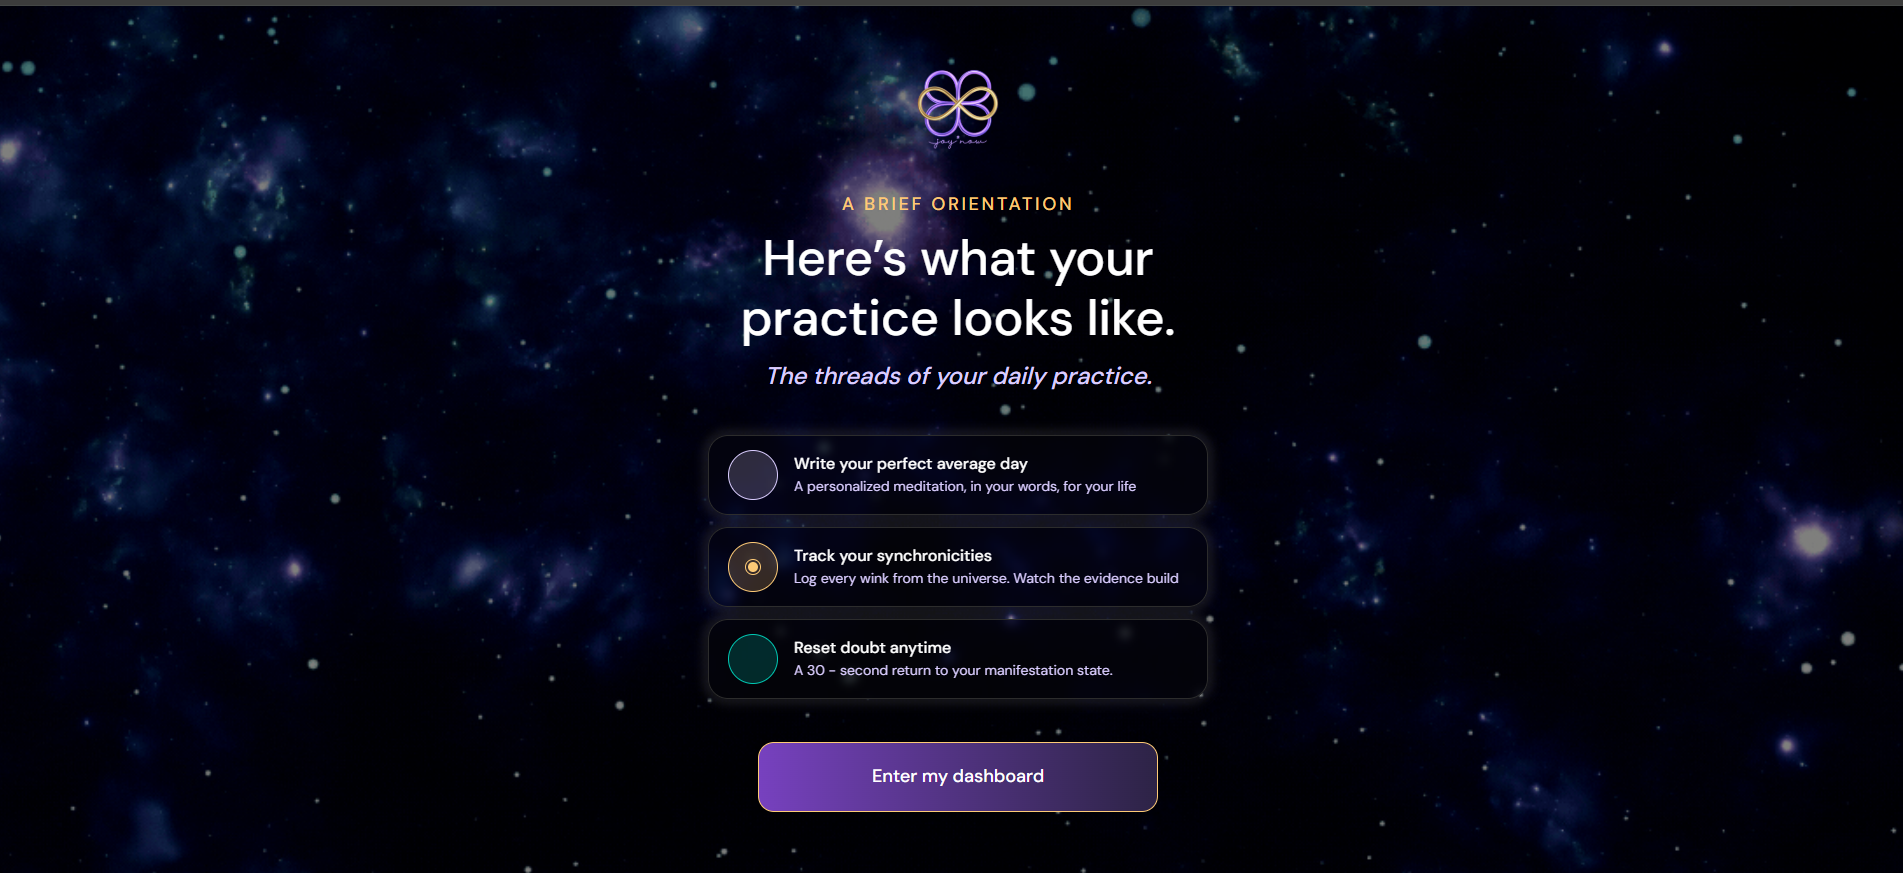 joy now
A BRIEF ORIENTATION
Here’s what your
practice looks like.
The threads of your daily practice.
Write your perfect average day
A personalized meditation, in your words, for your life
Track your synchronicities
Log every wink from the universe. Watch the evidence build
Reset doubt anytime
A 30 - second return to your manifestation state.
Enter my dashboard